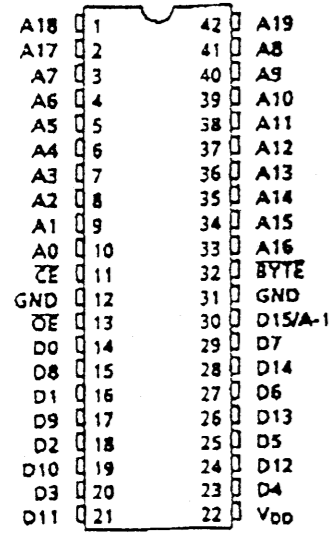 A18 1 42 A19
A17 2 41 A8
A7 3 40 A9
A6 4 39 A10
A5 5 38 A11
A4 6 37 A12
A3 7 36 A13
A2 8 35 A14
A1 9 34 A15
A0 10 33 A16
C̅E̅ 11 32 B̅Y̅T̅E̅
GND 12 31 GND
O̅E̅ 13 30 D15/A-1
D0 14 29 D7
D8 15 28 D14
D1 16 27 D6
D9 17 26 D13
D2 18 25 D5
D10 19 24 D12
D3 20 23 D4
D11 21 22 VDD